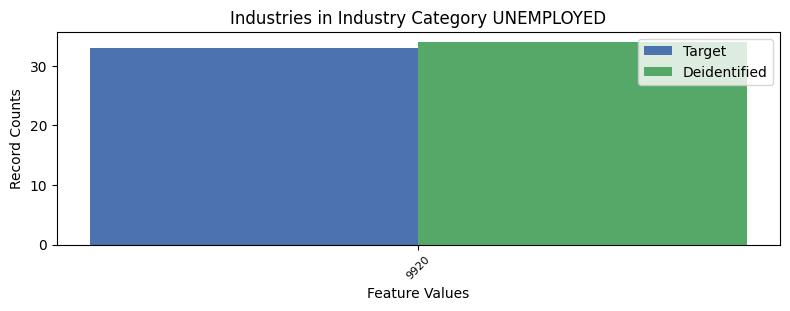 Industries in Industry Category UNEMPLOYED
Target
Deidentified
Record Counts
30
20
10
0
9920
Feature Values